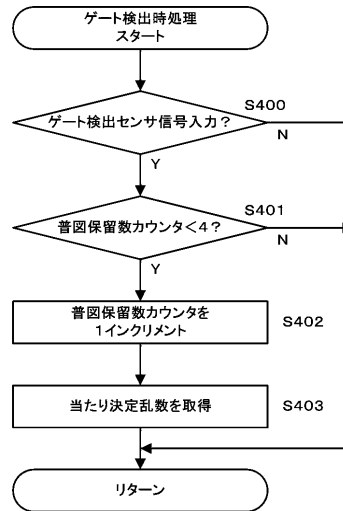 ゲート検出時処理
スタート
S400
ゲート検出センサ信号入力？
N
Y
S401
普図保留数カウンタ＜4？
N
Y
普図保留数カウンタを
1インクリメント
S402
当たり決定乱数を取得
S403
リターン